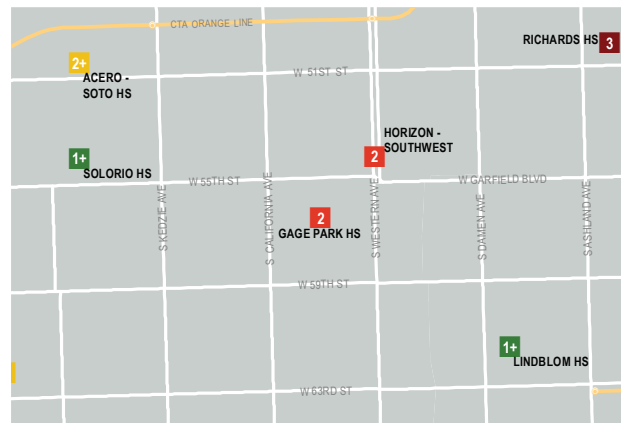 CTA ORANGE LINE
RICHARDS HS
3
2+
ACERO -
SOTO HS
W 51ST ST
HORIZON -
SOUTHWEST
1+
2
SOLORIO HS
W 55TH ST
W GARFIELD BLVD
S KEDZIE AVE
S CALIFORNIA AVE
S WESTERN AVE
S DAMEN AVE
S ASHLAND AVE
2
GAGE PARK HS
W 59TH ST
1+
LINDBLOM HS
W 63RD ST